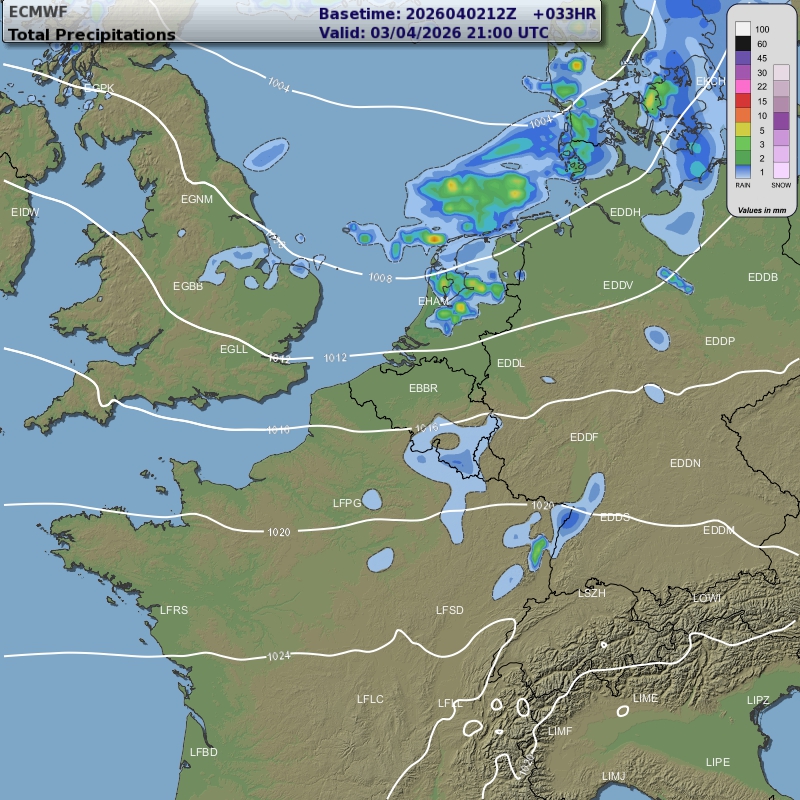 ECMWF
Basetime: 2026040212Z +033HR
Total Precipitations
Valid: 03/04/2026 21:00 UTC
100
60
45
30
22
15
10
5
3
2
1
RAIN
SNOW
Values in mm
EGPK
1004
1004
EKCH
EGNM
EIDW
EDDH
1008
EGBB
EHAM
EDDV
EDDB
EGLL
1012
1012
EDDL
EDDP
EBBR
1016
1016
EDDF
EDDN
LFPG
1020
1020
EDDS
EDDM
LFRS
LFSD
LSZH
LOWI
1024
LFLC
LFLL
LIME
LIPZ
LIMF
LFBD
LIPE
LIMJ